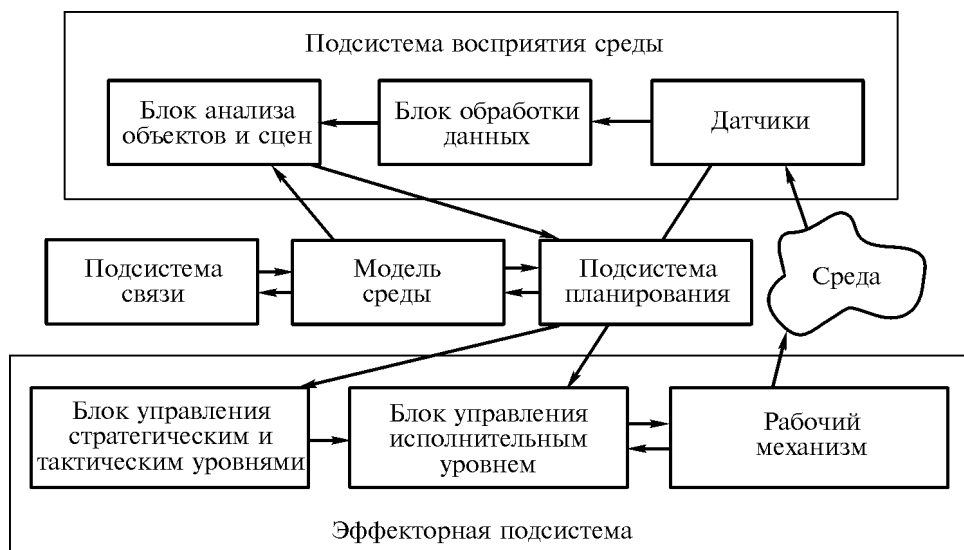 Подсистема восприятия среды
Блок анализа
объектов и сцен
Блок обработки
данных
Датчики
Подсистема
связи
Модель
среды
Подсистема
планирования
Среда
Блок управления
стратегическим и
тактическим уровнями
Блок управления
исполнительным
уровнем
Рабочий
механизм
Эффекторная подсистема